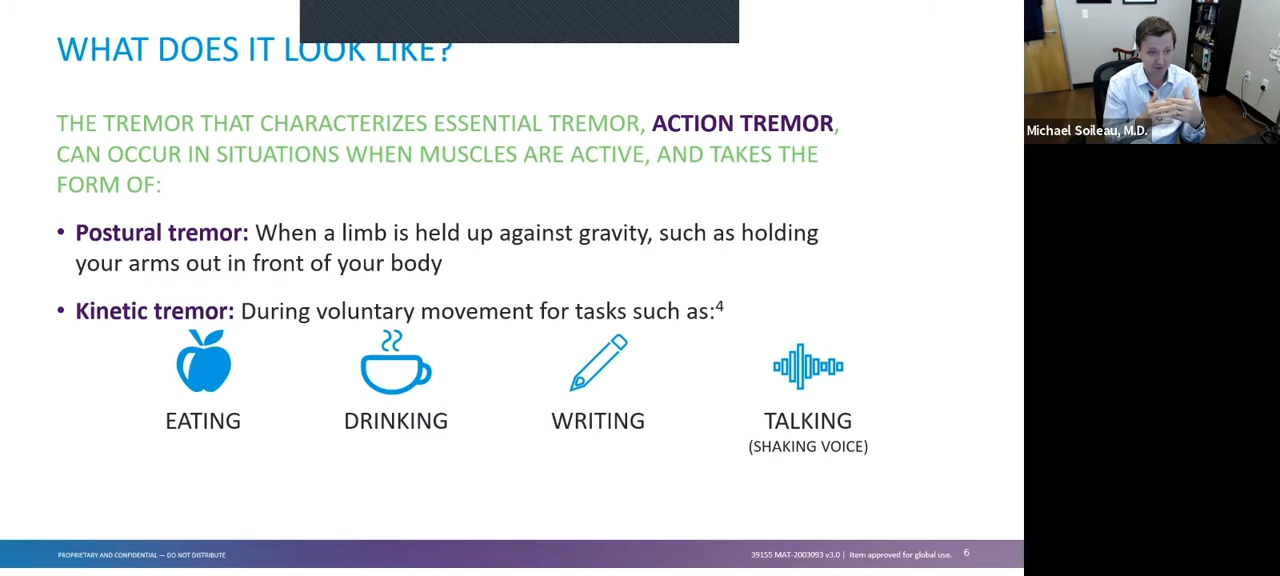 WHAT DOES IT LOOK LIKE?
THE TREMOR THAT CHARACTERIZES ESSENTIAL TREMOR, ACTION TREMOR,
CAN OCCUR IN SITUATIONS WHEN MUSCLES ARE ACTIVE, AND TAKES THE
FORM OF:
• Postural tremor: When a limb is held up against gravity, such as holding
your arms out in front of your body
• Kinetic tremor: During voluntary movement for tasks such as:⁴
EATING
DRINKING
WRITING
TALKING
(SHAKING VOICE)
PROPRIETARY AND CONFIDENTIAL — DO NOT DISTRIBUTE
39155 MAT-2003093 v3.0 | Item approved for global use. 6
Michael Soileau, M.D.